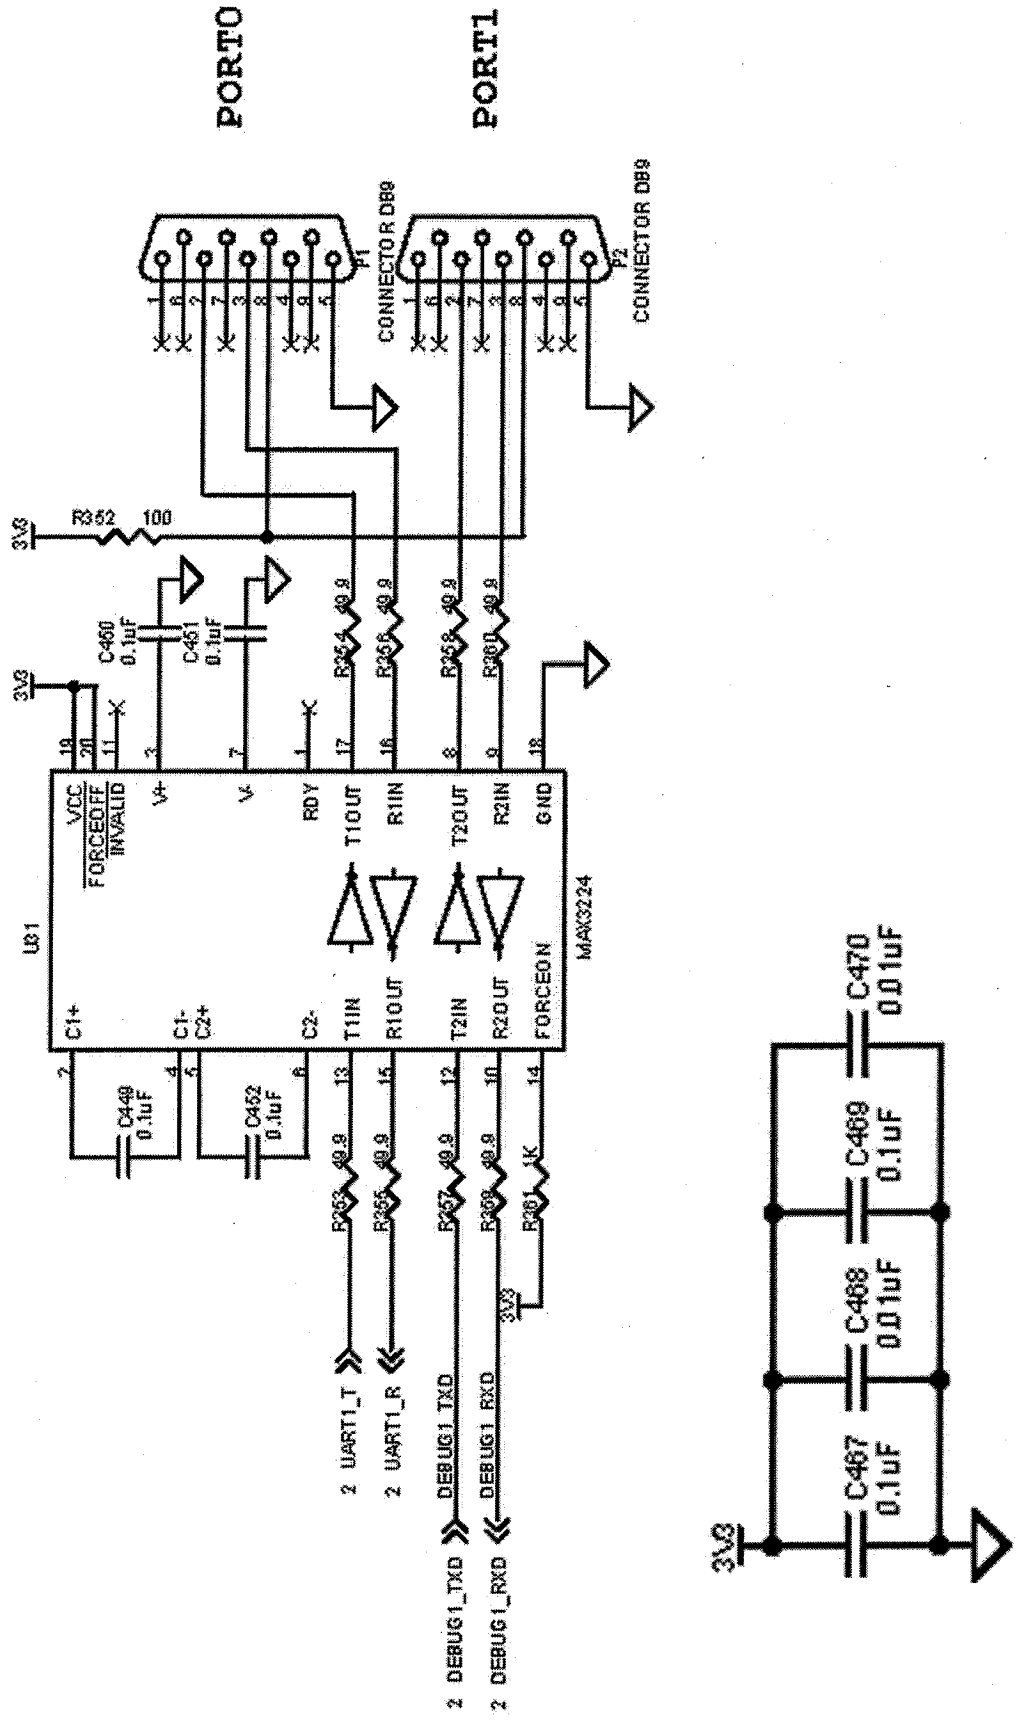 PORT0
PORT1
CONNECTOR DB9
P1
1
6
2
7
3
8
4
9
5
CONNECTOR DB9
P2
1
6
2
7
3
8
4
9
5
3V3
R352
100
3V3
C450
0.1uF
C451
0.1uF
R354 49.9
R356 49.9
R358 49.9
R360 49.9
19
20
11
3
7
1
17
16
8
9
18
VCC
FORCEOFF
INVALID
V+
V-
RDY
T1OUT
R1IN
T2OUT
R2IN
GND
U31
MAX3224
C1+
C1-
C2+
C2-
T1IN
R1OUT
T2IN
R2OUT
FORCEON
2
4
5
6
13
15
12
10
14
C449
0.1uF
C452
0.1uF
R353 49.9
R355 49.9
R357 49.9
R359 49.9
R361 1K
3V3
2 UART1_T
2 UART1_R
DEBUG1_TXD
DEBUG1_RXD
2 DEBUG1_TXD
2 DEBUG1_RXD
3V3
C467
0.1uF
C468
0.01uF
C469
0.1uF
C470
0.01uF